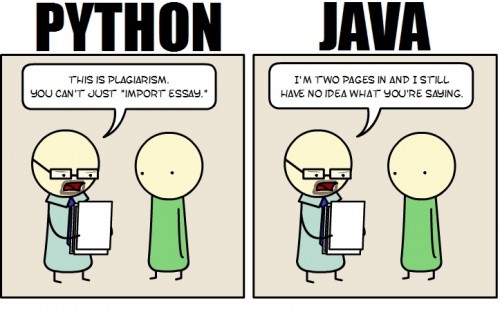 PYTHON
THIS IS PLAGIARISM.
YOU CAN'T JUST "IMPORT ESSAY."
JAVA
I'M TWO PAGES IN AND I STILL
HAVE NO IDEA WHAT YOU'RE SAYING.